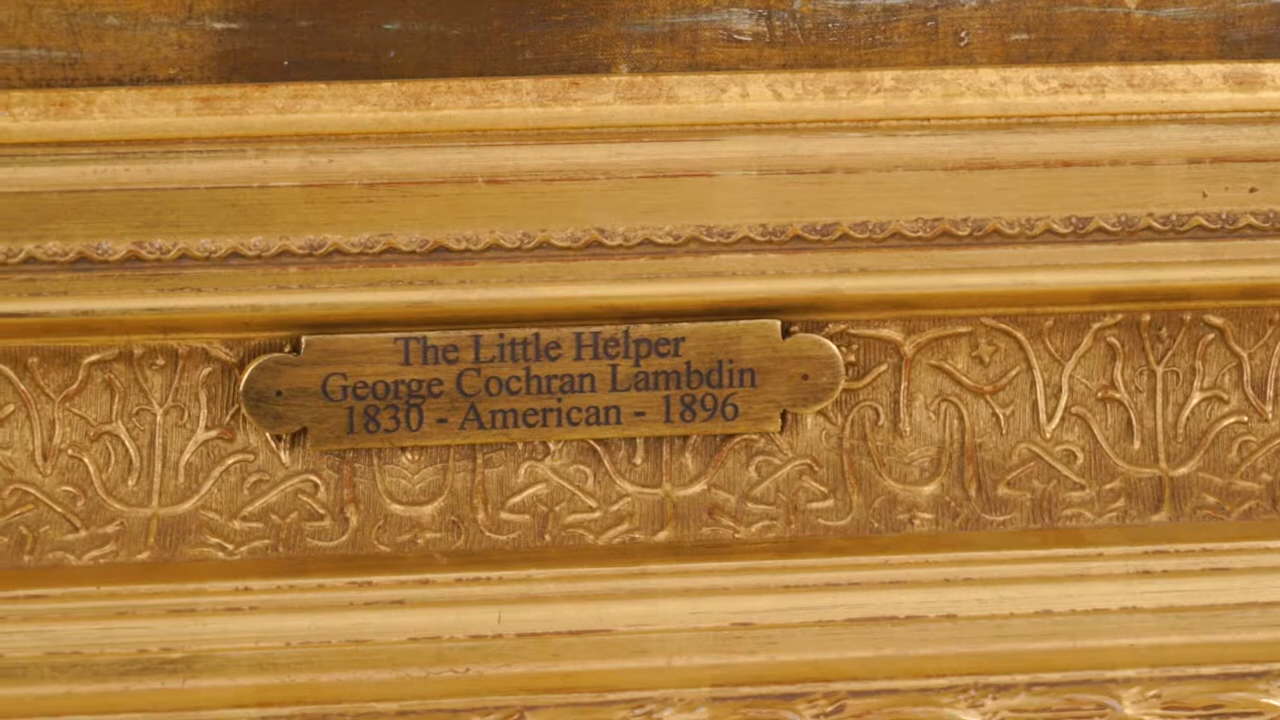 The Little Helper
George Cochran Lambdin
1830 - American - 1896